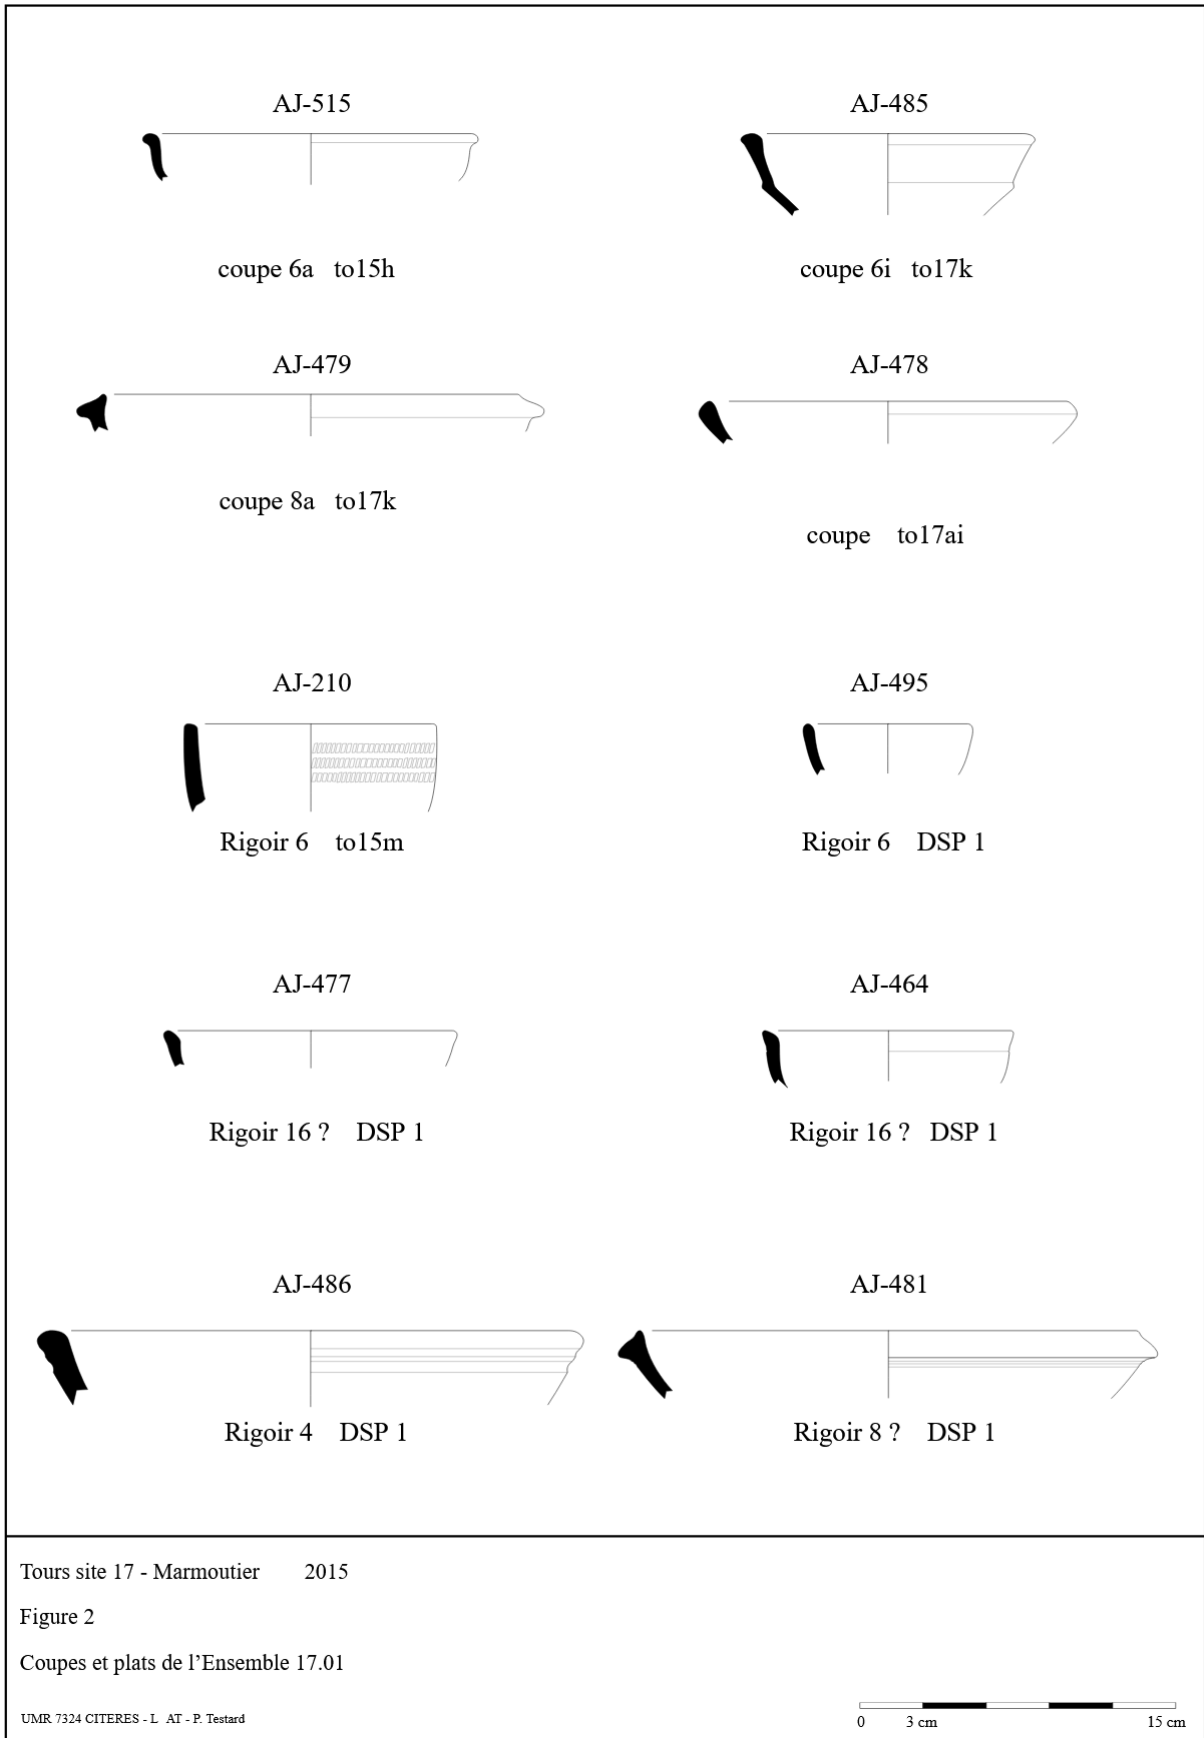 AJ-515 AJ-485
coupe 6a to15h coupe 6i to17k
AJ-479 AJ-478
coupe 8a to17k
coupe to17ai
AJ-210 AJ-495
Rigoir 6 to15m Rigoir 6 DSP 1
AJ-477 AJ-464
Rigoir 16 ? DSP 1 Rigoir 16 ? DSP 1
AJ-486 AJ-481
Rigoir 4 DSP 1 Rigoir 8 ? DSP 1
Tours site 17 - Marmoutier 2015
Figure 2
Coupes et plats de l’Ensemble 17.01
UMR 7324 CITERES - L AT - P. Testard
0 3 cm 15 cm